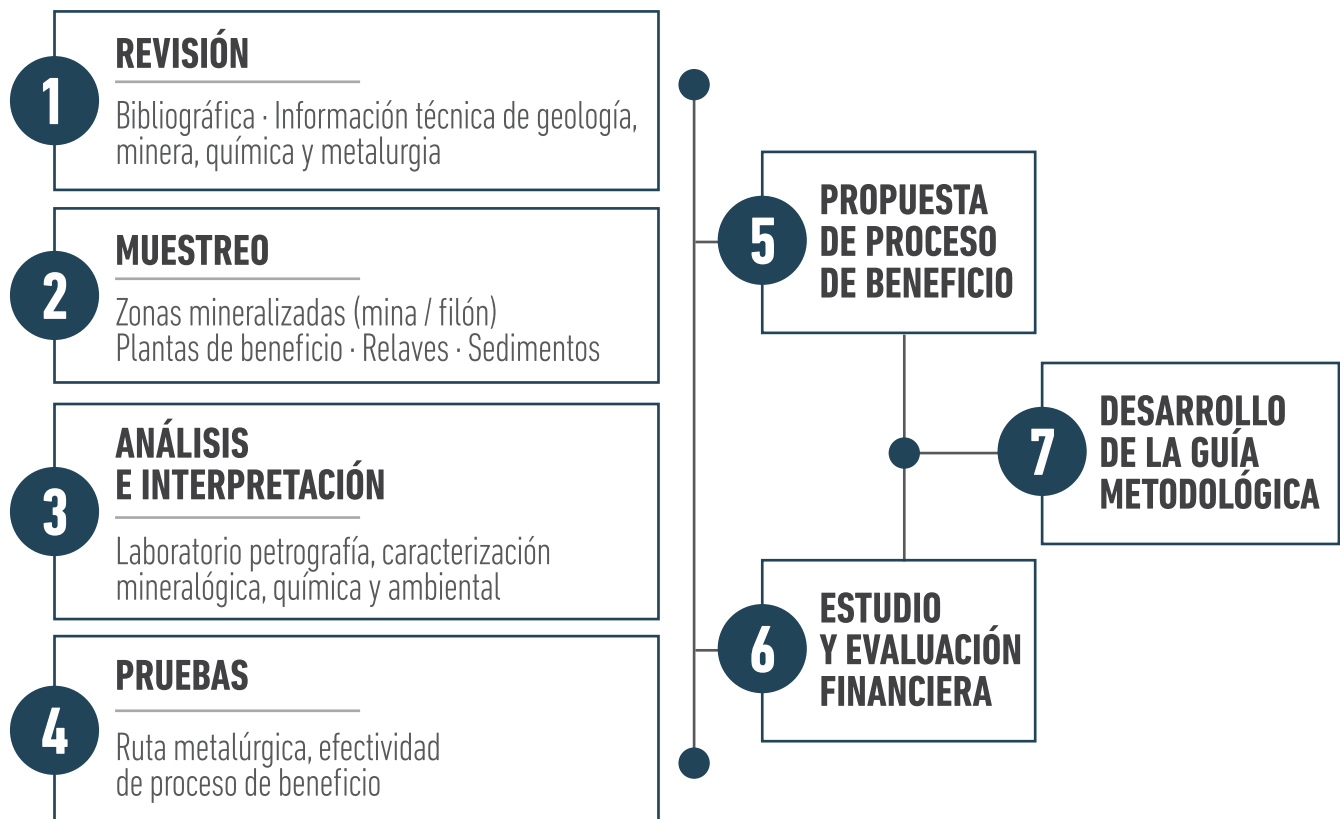 1
REVISIÓN
Bibliográfica · Información técnica de geología,
minera, química y metalurgia
2
MUESTREO
Zonas mineralizadas (mina / filón)
Plantas de beneficio · Relaves · Sedimentos
3
ANÁLISIS
E INTERPRETACIÓN
Laboratorio petrografía, caracterización
mineralógica, química y ambiental
4
PRUEBAS
Ruta metalúrgica, efectividad
de proceso de beneficio
5
PROPUESTA
DE PROCESO
DE BENEFICIO
6
ESTUDIO
Y EVALUACIÓN
FINANCIERA
7
DESARROLLO
DE LA GUÍA
METODOLÓGICA